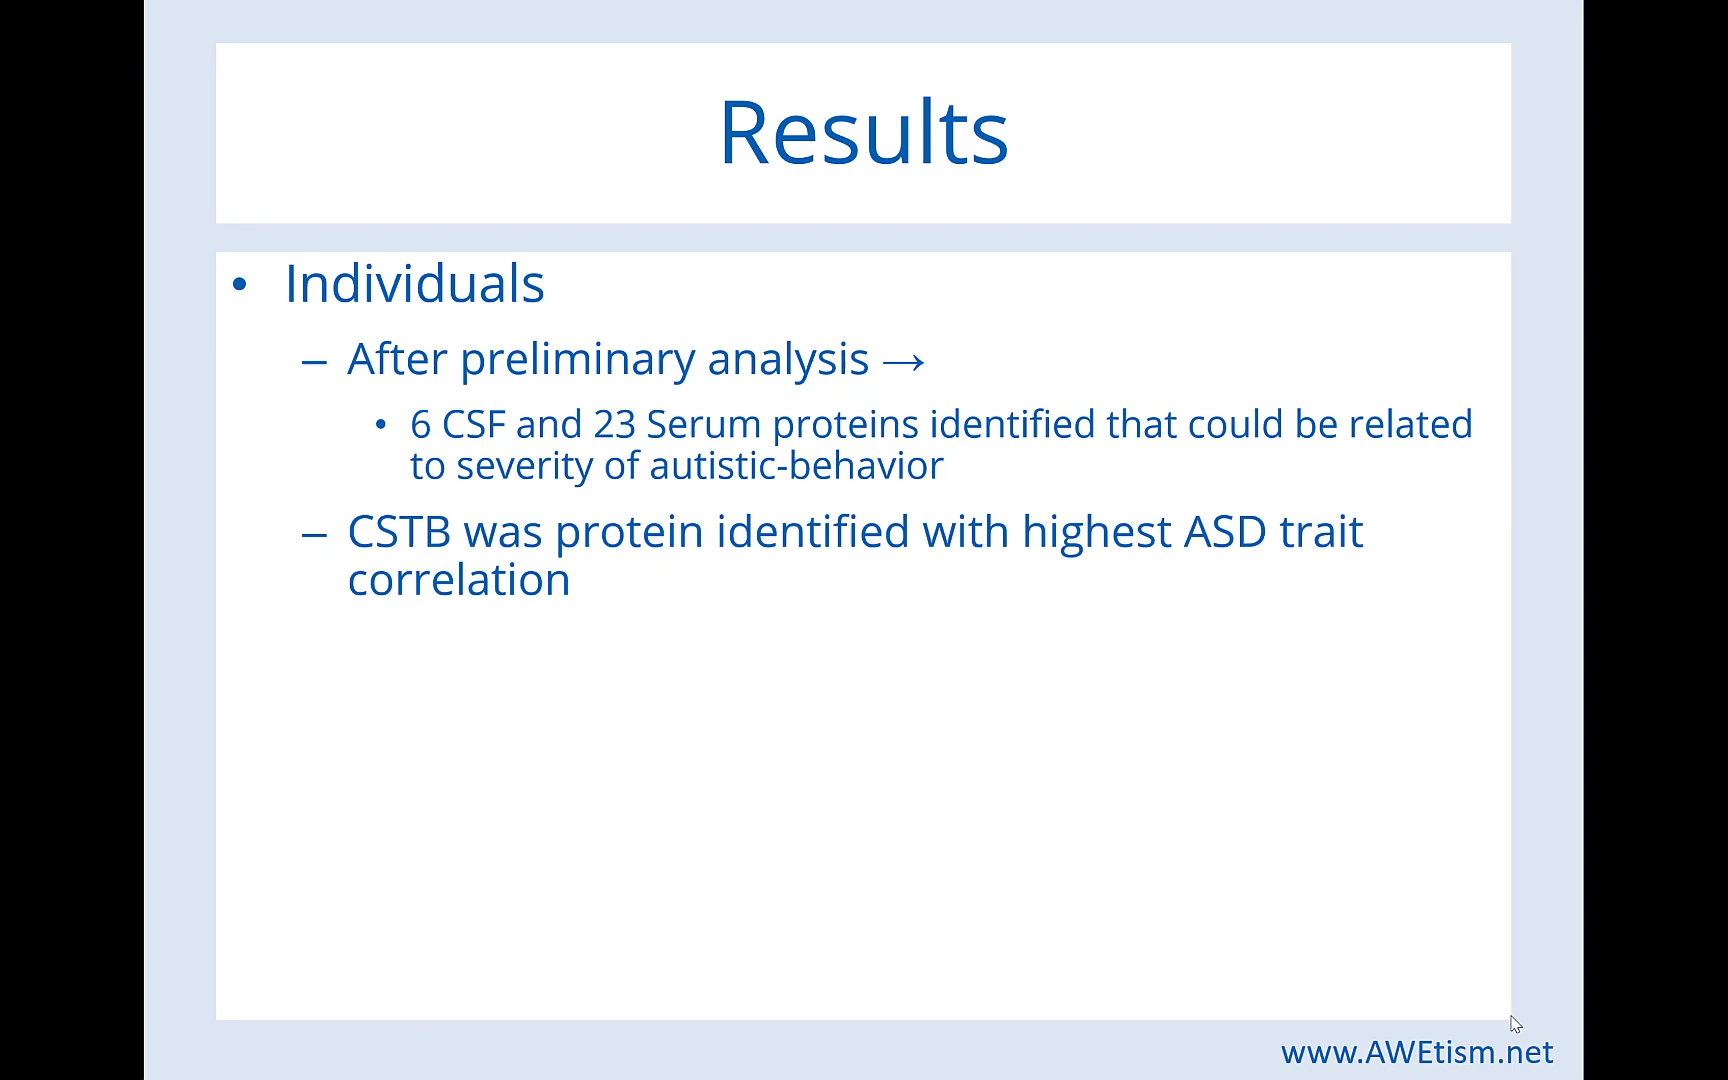 Results
• Individuals
– After preliminary analysis →
• 6 CSF and 23 Serum proteins identified that could be related
to severity of autistic-behavior
– CSTB was protein identified with highest ASD trait
correlation
www.AWEtism.net